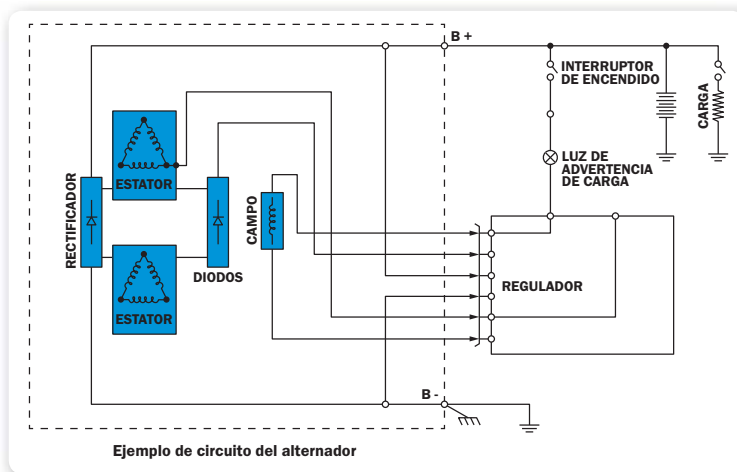 B +
INTERRUPTOR
DE ENCENDIDO
CARGA
ESTATOR
LUZ DE
ADVERTENCIA
DE CARGA
RECTIFICADOR
CAMPO
DIODOS
REGULADOR
ESTATOR
B -
Ejemplo de circuito del alternador